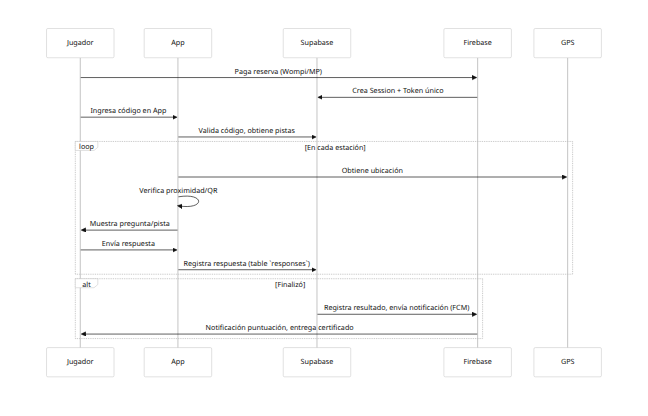 Jugador App Supabase Firebase GPS
Paga reserva (Wompi/MP)
Crea Session + Token único
Ingresa código en App
Valida código, obtiene pistas
loop [En cada estación]
Obtiene ubicación
Verifica proximidad/QR
Muestra pregunta/pista
Envía respuesta
Registra respuesta (table `responses`)
alt [Finalizó]
Registra resultado, envía notificación (FCM)
Notificación puntuación, entrega certificado
Jugador App Supabase Firebase GPS